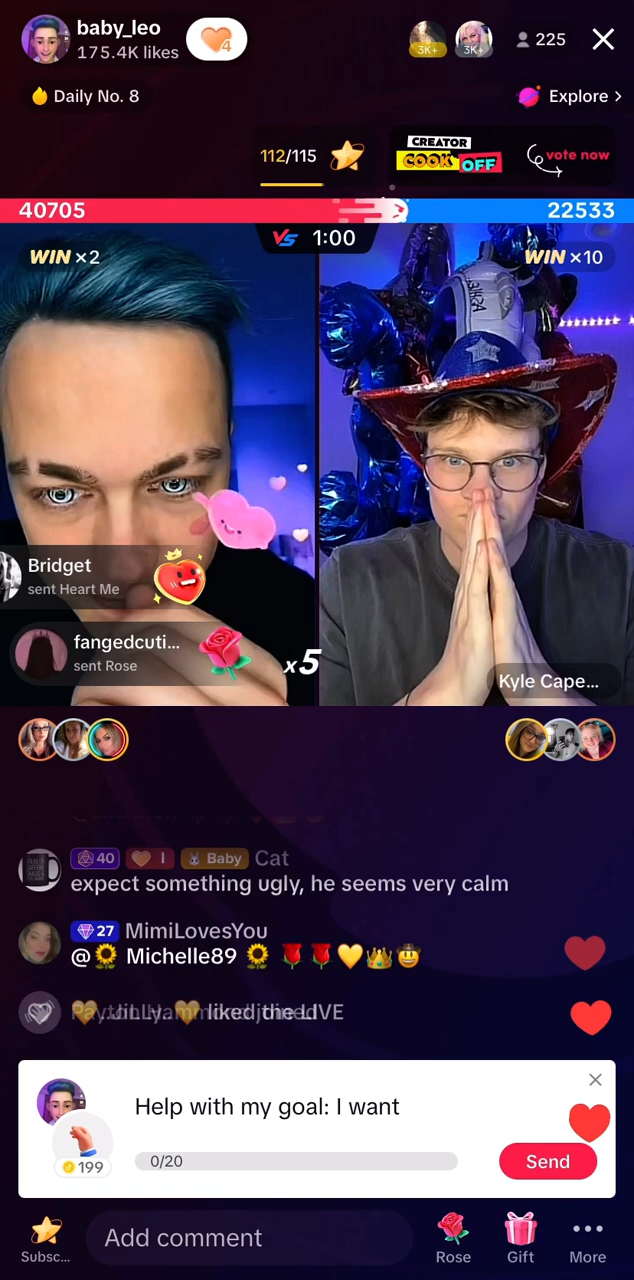 baby_leo
175.4K likes
4
3K+
3K+
225
Daily No. 8
Explore >
112/115
CREATOR
COOK OFF
vote now
40705
22533
VS 1:00
WIN ×2
WIN ×10
Bridget
sent Heart Me
fangedcuti...
sent Rose
x5
Kyle Cape...
40
I
Baby
Cat
expect something ugly, he seems very calm
27
MimiLovesYou
@🌻 Michelle89 🌻 🌹🌹💛👑🤠
liked the LIVE
Help with my goal: I want
199
0/20
Send
Subsc...
Add comment
Rose
Gift
More